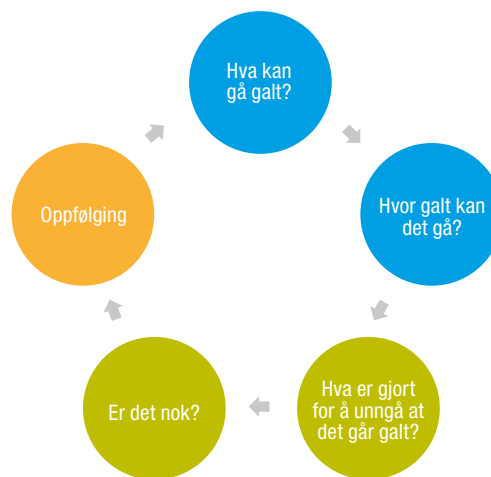 Hva kan
gå galt?
Hvor galt kan
det gå?
Hva er gjort
for å unngå at
det går galt?
Er det nok?
Oppfølging